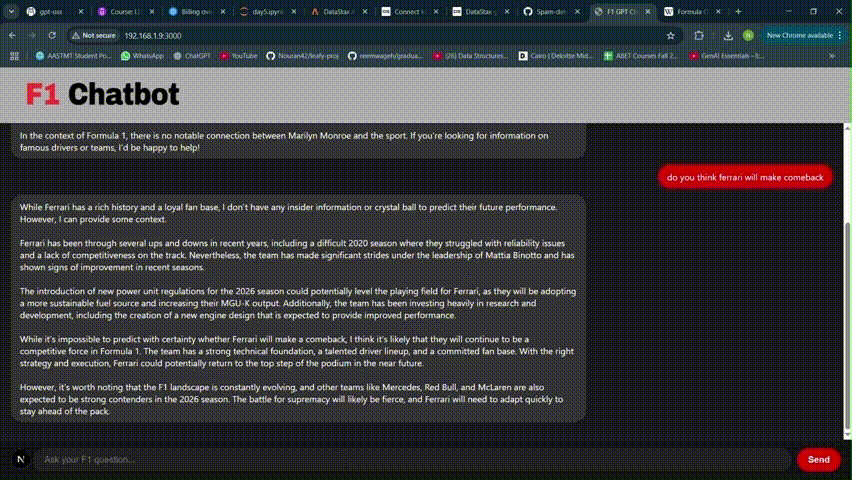 gpt-oss
Course: L
Billing ove
day5.ipyn
DataStax
Connect
DataStax
Spam-de
F1 GPT C
Formula
Not secure
192.168.1.9:3000
New Chrome available
AASTMT Student Po...
WhatsApp
ChatGPT
YouTube
Nouran42/leafy-proj
reemwageh/gradua...
(26) Data Structures...
Cairo | Deloitte Mid...
ABET Courses Fall 2...
GenAI Essentials –...
F1 Chatbot
In the context of Formula 1, there is no notable connection between Marilyn Monroe and the sport. If you're looking for information on
famous drivers or teams, I'd be happy to help!
do you think ferrari will make comeback
While Ferrari has a rich history and a loyal fan base, I don't have any insider information or crystal ball to predict their future performance.
However, I can provide some context.
Ferrari has been through several ups and downs in recent years, including a difficult 2020 season where they struggled with reliability issues
and a lack of competitiveness on the track. Nevertheless, the team has made significant strides under the leadership of Mattia Binotto and has
shown signs of improvement in recent seasons.
The introduction of new power unit regulations for the 2026 season could potentially level the playing field for Ferrari, as they will be adopting
a more sustainable fuel source and increasing their MGU-K output. Additionally, the team has been investing heavily in research and
development, including the creation of a new engine design that is expected to provide improved performance.
While it's impossible to predict with certainty whether Ferrari will make a comeback, I think it's likely that they will continue to be a
competitive force in Formula 1. The team has a strong technical foundation, a talented driver lineup, and a committed fan base. With the right
strategy and execution, Ferrari could potentially return to the top step of the podium in the near future.
However, it's worth noting that the F1 landscape is constantly evolving, and other teams like Mercedes, Red Bull, and McLaren are also
expected to be strong contenders in the 2026 season. The battle for supremacy will likely be fierce, and Ferrari will need to adapt quickly to
stay ahead of the pack.
N
Ask your F1 question...
Send